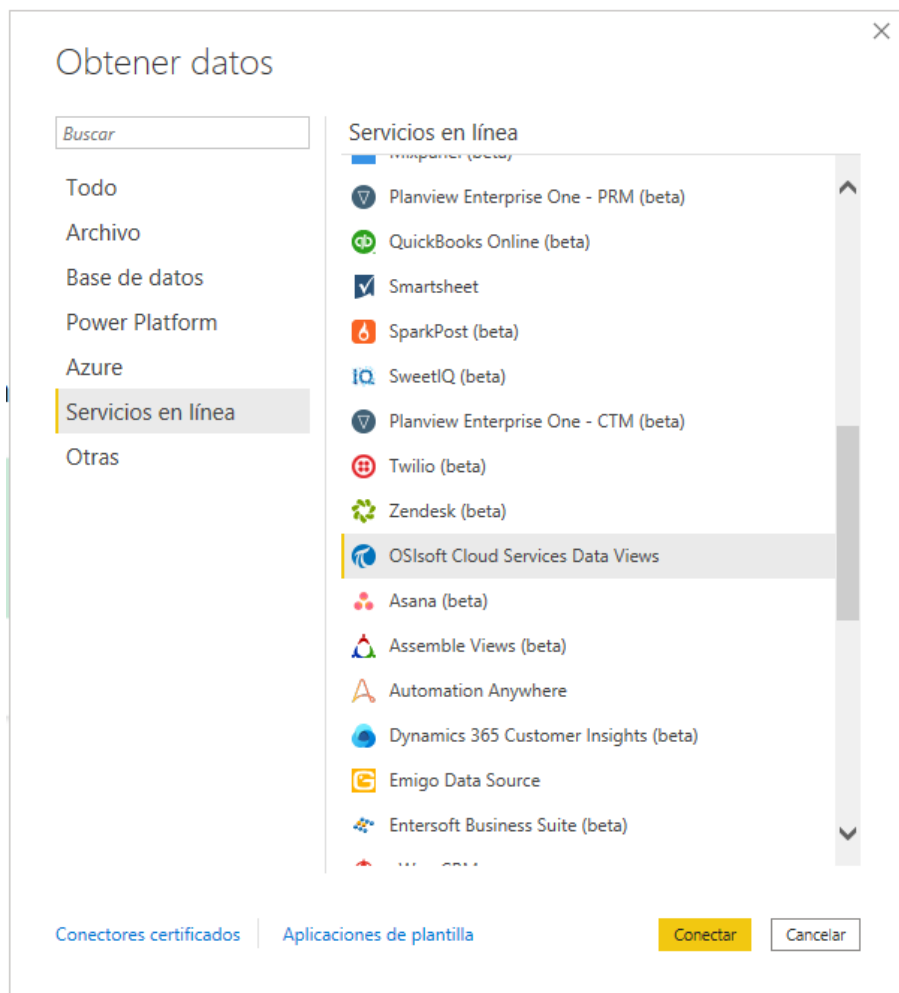 Obtener datos
Buscar
Todo
Archivo
Base de datos
Power Platform
Azure
Servicios en línea
Otras
Servicios en línea
Mixpanel (beta)
Planview Enterprise One - PRM (beta)
QuickBooks Online (beta)
Smartsheet
SparkPost (beta)
SweetIQ (beta)
Planview Enterprise One - CTM (beta)
Twilio (beta)
Zendesk (beta)
OSIsoft Cloud Services Data Views
Asana (beta)
Assemble Views (beta)
Automation Anywhere
Dynamics 365 Customer Insights (beta)
Emigo Data Source
Entersoft Business Suite (beta)
Conectores certificados
Aplicaciones de plantilla
Conectar
Cancelar